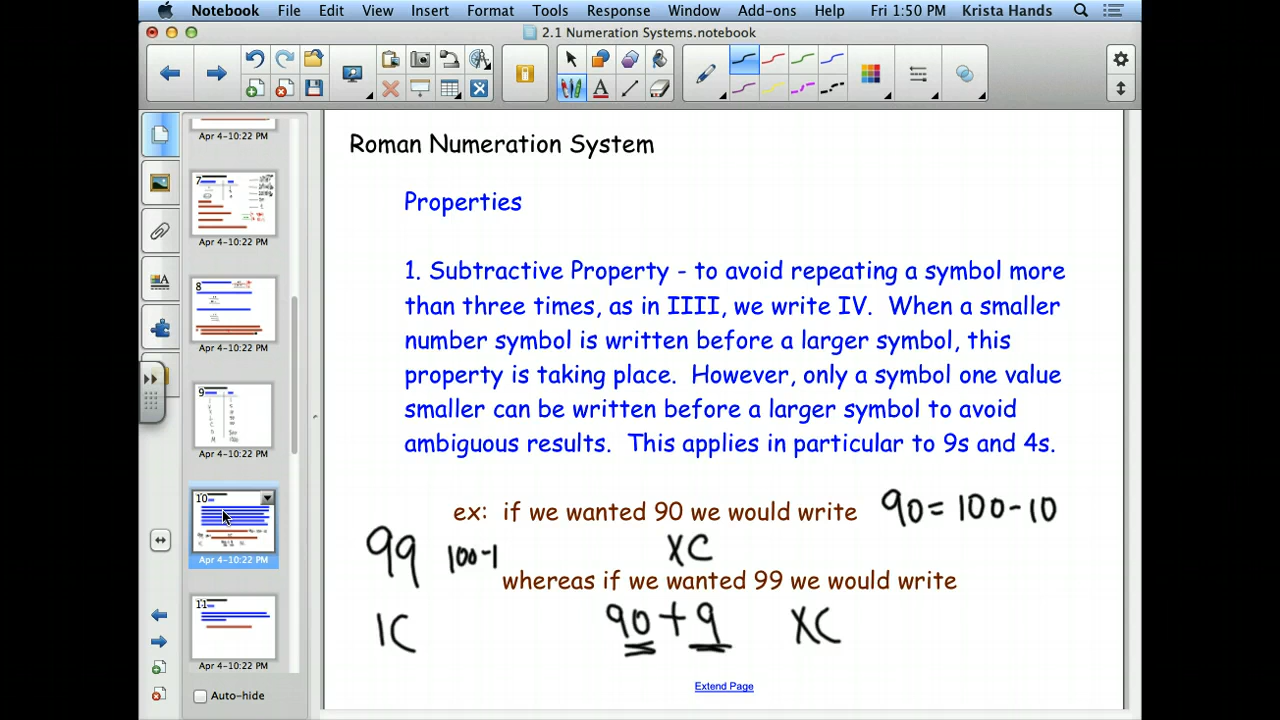 Notebook File Edit View Insert Format Tools Window Add-ons Help Fri 1:50 PM Krista Hands
2.1 Numeration Systems.notebook
Apr 4-10:22 PM
7
Apr 4-10:22 PM
8
Apr 4-10:22 PM
9
Apr 4-10:22 PM
10
Apr 4-10:22 PM
11
Apr 4-10:22 PM
Auto-hide
Roman Numeration System
Properties
1. Subtractive Property - to avoid repeating a symbol more
than three times, as in IIII, we write IV. When a smaller
number symbol is written before a larger symbol, this
property is taking place. However, only a symbol one value
smaller can be written before a larger symbol to avoid
ambiguous results. This applies in particular to 9s and 4s.
ex: if we wanted 90 we would write 90 = 100 - 10
99 100-1 XC
whereas if we wanted 99 we would write
IC 90 + 9 XC
Extend Page